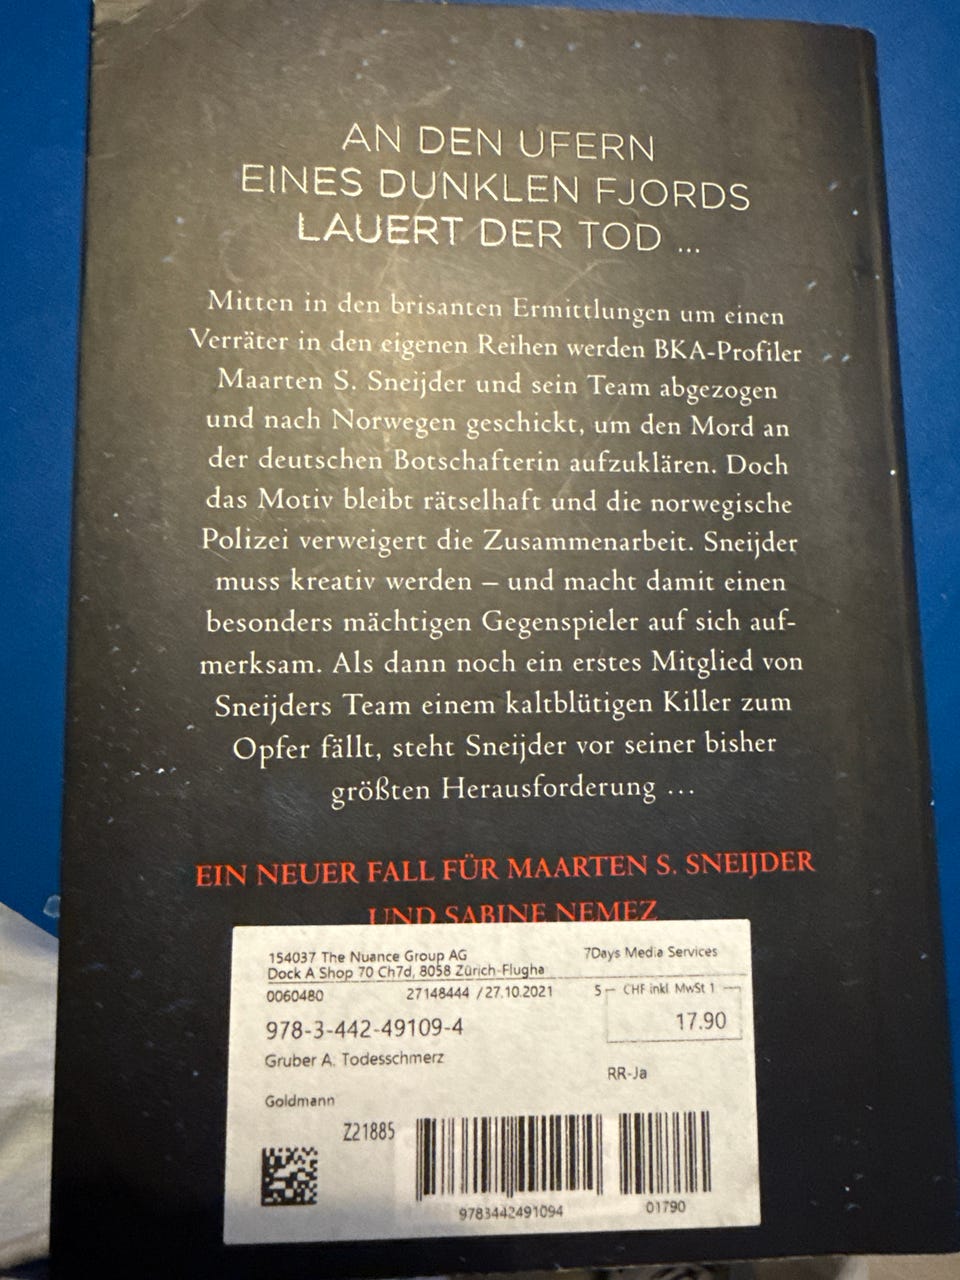 AN DEN UFERN
EINES DUNKLEN FJORDS
LAUERT DER TOD ...
Mitten in den brisanten Ermittlungen um einen
Verräter in den eigenen Reihen werden BKA-Profiler
Maarten S. Sneijder und sein Team abgezogen
und nach Norwegen geschickt, um den Mord an
der deutschen Botschafterin aufzuklären. Doch
das Motiv bleibt rätselhaft und die norwegische
Polizei verweigert die Zusammenarbeit. Sneijder
muss kreativ werden – und macht damit einen
besonders mächtigen Gegenspieler auf sich auf-
merksam. Als dann noch ein erstes Mitglied von
Sneijders Team einem kaltblütigen Killer zum
Opfer fällt, steht Sneijder vor seiner bisher
größten Herausforderung ...
EIN NEUER FALL FÜR MAARTEN S. SNEIJDER
UND SABINE NEMEZ
154037 The Nuance Group AG 7Days Media Services
Dock A Shop 70 Ch7d, 8058 Zürich-Flugha
0060480 27148444 /27.10.2021 5 CHF inkl. MwSt 1
978-3-442-49109-4 17.90
Gruber A. Todesschmerz
RR-Ja
Goldmann
Z21885
9783442491094 01790